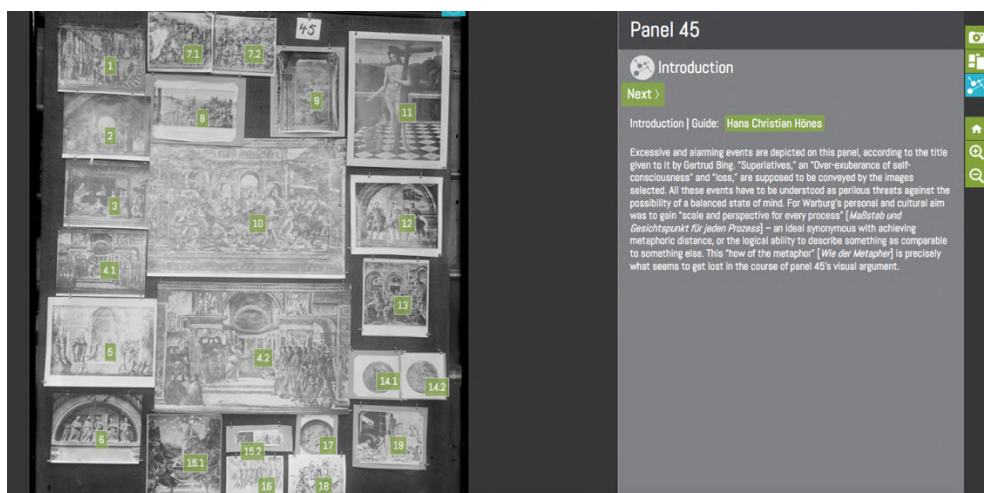 45
1
7.1
7.2
9
11
8
2
3
10
12
4.1
13
5
4.2
14.1
14.2
6
15.1
15.2
17
19
16
18
Panel 45
Introduction
Next 〉
Introduction | Guide: Hans Christian Hönes
Excessive and alarming events are depicted on this panel, according to the title
given to it by Gertrud Bing. “Superlatives,” an “Over-exuberance of self-
consciousness” and “loss,” are supposed to be conveyed by the images
selected. All these events have to be understood as perilous threats against the
possibility of a balanced state of mind. For Warburg’s personal and cultural aim
was to gain “scale and perspective for every process” [Maßstab und
Gesichtspunkt für jeden Prozess] – an ideal synonymous with achieving
metaphoric distance, or the logical ability to describe something as comparable
to something else. This “how of the metaphor” [Wie der Metapher] is precisely
what seems to get lost in the course of panel 45’s visual argument.